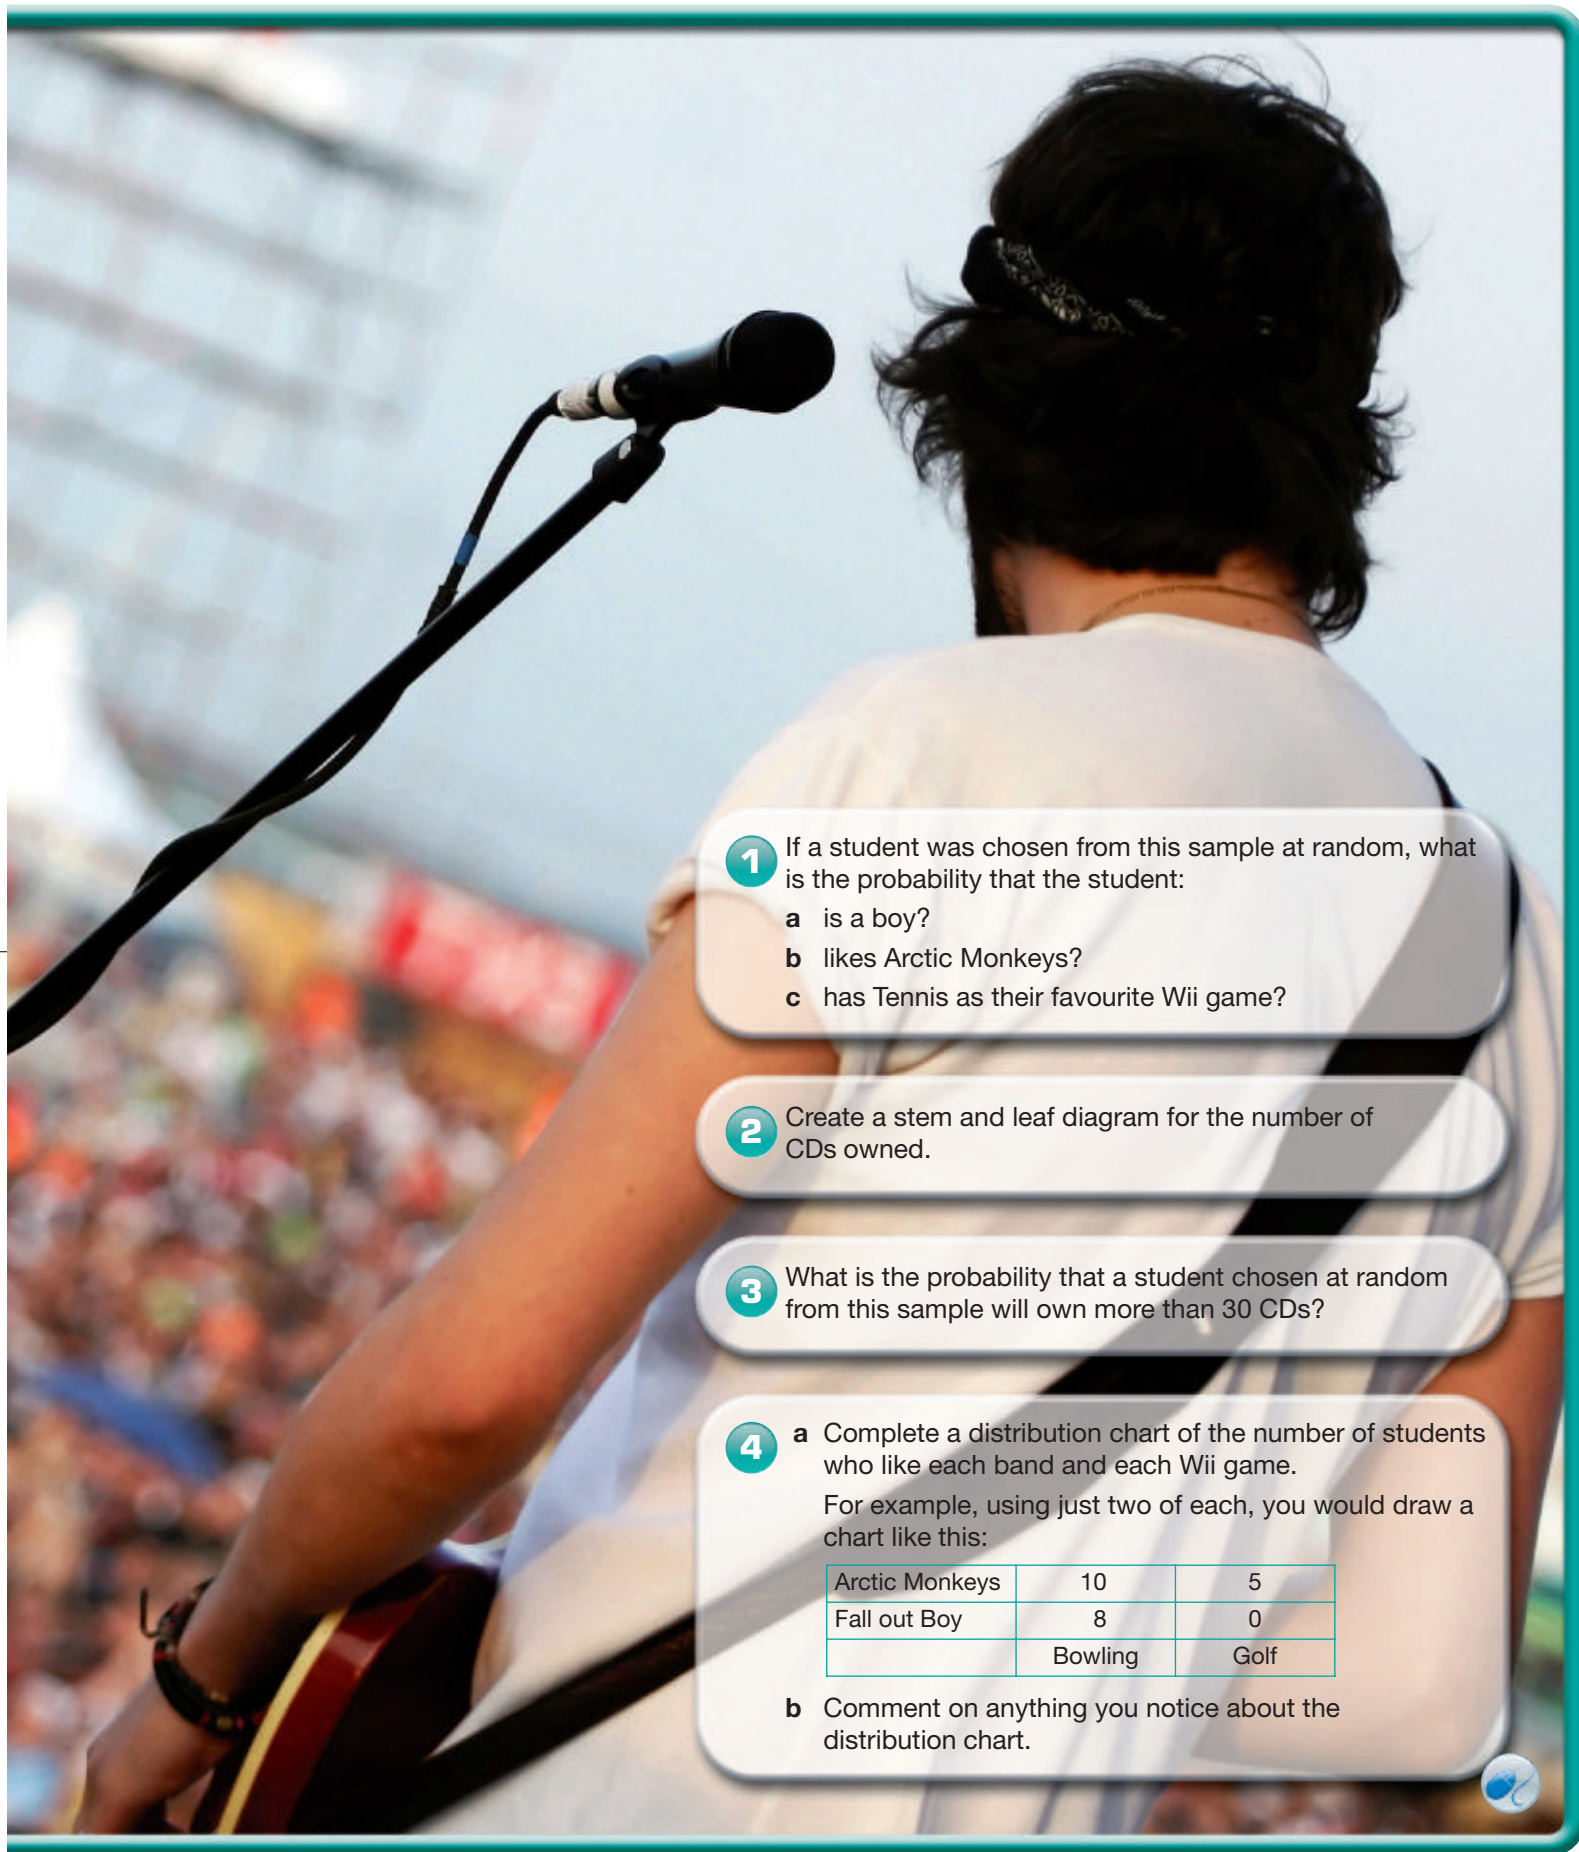 1 If a student was chosen from this sample at random, what
is the probability that the student:
a is a boy?
b likes Arctic Monkeys?
c has Tennis as their favourite Wii game?
2 Create a stem and leaf diagram for the number of
CDs owned.
3 What is the probability that a student chosen at random
from this sample will own more than 30 CDs?
4 a Complete a distribution chart of the number of students
who like each band and each Wii game.
For example, using just two of each, you would draw a
chart like this:
Arctic Monkeys 10 5
Fall out Boy 8 0
Bowling Golf
b Comment on anything you notice about the
distribution chart.